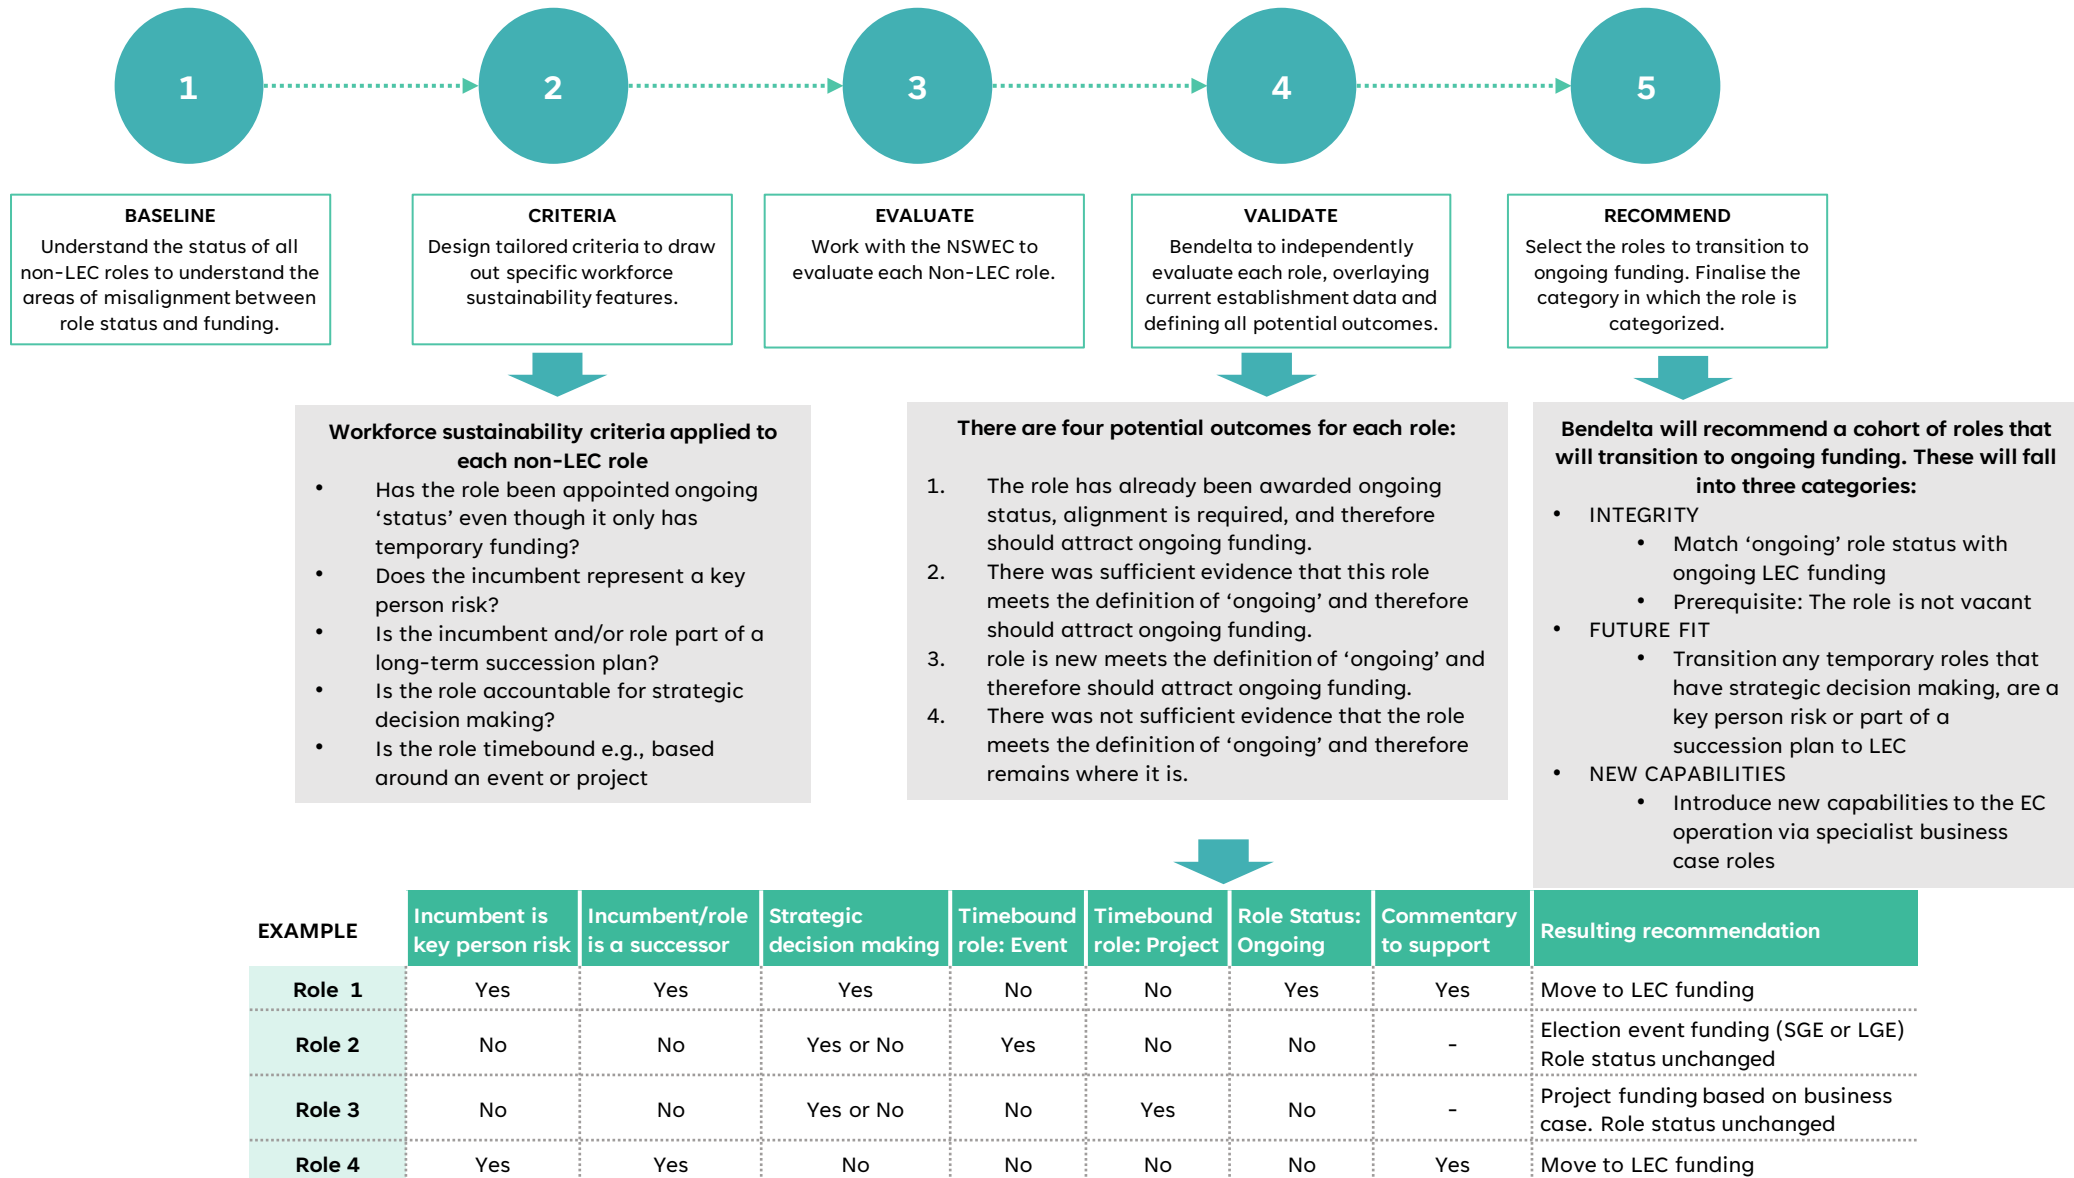 1
2
3
4
5
BASELINE
Understand the status of all
non-LEC roles to understand the
areas of misalignment between
role status and funding.
CRITERIA
Design tailored criteria to draw
out specific workforce
sustainability features.
EVALUATE
Work with the NSWEC to
evaluate each Non-LEC role.
VALIDATE
Bendelta to independently
evaluate each role, overlaying
current establishment data and
defining all potential outcomes.
RECOMMEND
Select the roles to transition to
ongoing funding. Finalise the
category in which the role is
categorized.
Workforce sustainability criteria applied to
each non-LEC role
• Has the role been appointed ongoing
‘status’ even though it only has
temporary funding?
• Does the incumbent represent a key
person risk?
• Is the incumbent and/or role part of a
long-term succession plan?
• Is the role accountable for strategic
decision making?
• Is the role timebound e.g., based
around an event or project
There are four potential outcomes for each role:
1. The role has already been awarded ongoing
status, alignment is required, and therefore
should attract ongoing funding.
2. There was sufficient evidence that this role
meets the definition of ‘ongoing’ and therefore
should attract ongoing funding.
3. role is new meets the definition of ‘ongoing’ and
therefore should attract ongoing funding.
4. There was not sufficient evidence that the role
meets the definition of ‘ongoing’ and therefore
remains where it is.
Bendelta will recommend a cohort of roles that
will transition to ongoing funding. These will fall
into three categories:
• INTEGRITY
• Match ‘ongoing’ role status with
ongoing LEC funding
• Prerequisite: The role is not vacant
• FUTURE FIT
• Transition any temporary roles that
have strategic decision making, are a
key person risk or part of a
succession plan to LEC
• NEW CAPABILITIES
• Introduce new capabilities to the EC
operation via specialist business
case roles
EXAMPLE
Incumbent is
key person risk
Incumbent/role
is a successor
Strategic
decision making
Timebound
role: Event
Timebound
role: Project
Role Status:
Ongoing
Commentary
to support
Resulting recommendation
Role 1 Yes Yes Yes No No Yes Yes Move to LEC funding
Role 2 No No Yes or No Yes No No - Election event funding (SGE or LGE)
Role status unchanged
Role 3 No No Yes or No No Yes No - Project funding based on business
case. Role status unchanged
Role 4 Yes Yes No No No No Yes Move to LEC funding